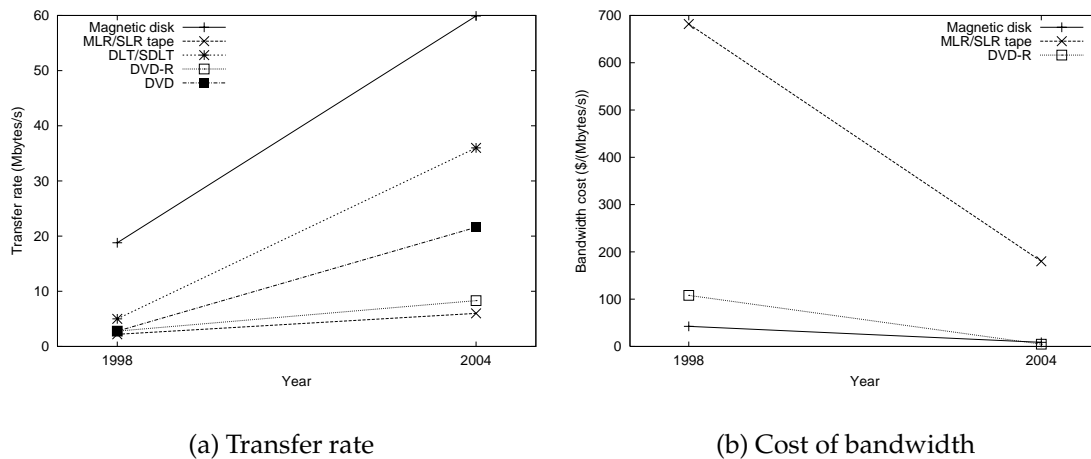 60
50
40
30
20
10
0
Transfer rate (Mbytes/s)
Magnetic disk
MLR/SLR tape
DLT/SDLT
DVD-R
DVD
1998
2004
Year
(a) Transfer rate
700
600
500
400
300
200
100
0
Bandwidth cost ($/(Mbytes/s))
Magnetic disk
MLR/SLR tape
DVD-R
1998
2004
Year
(b) Cost of bandwidth